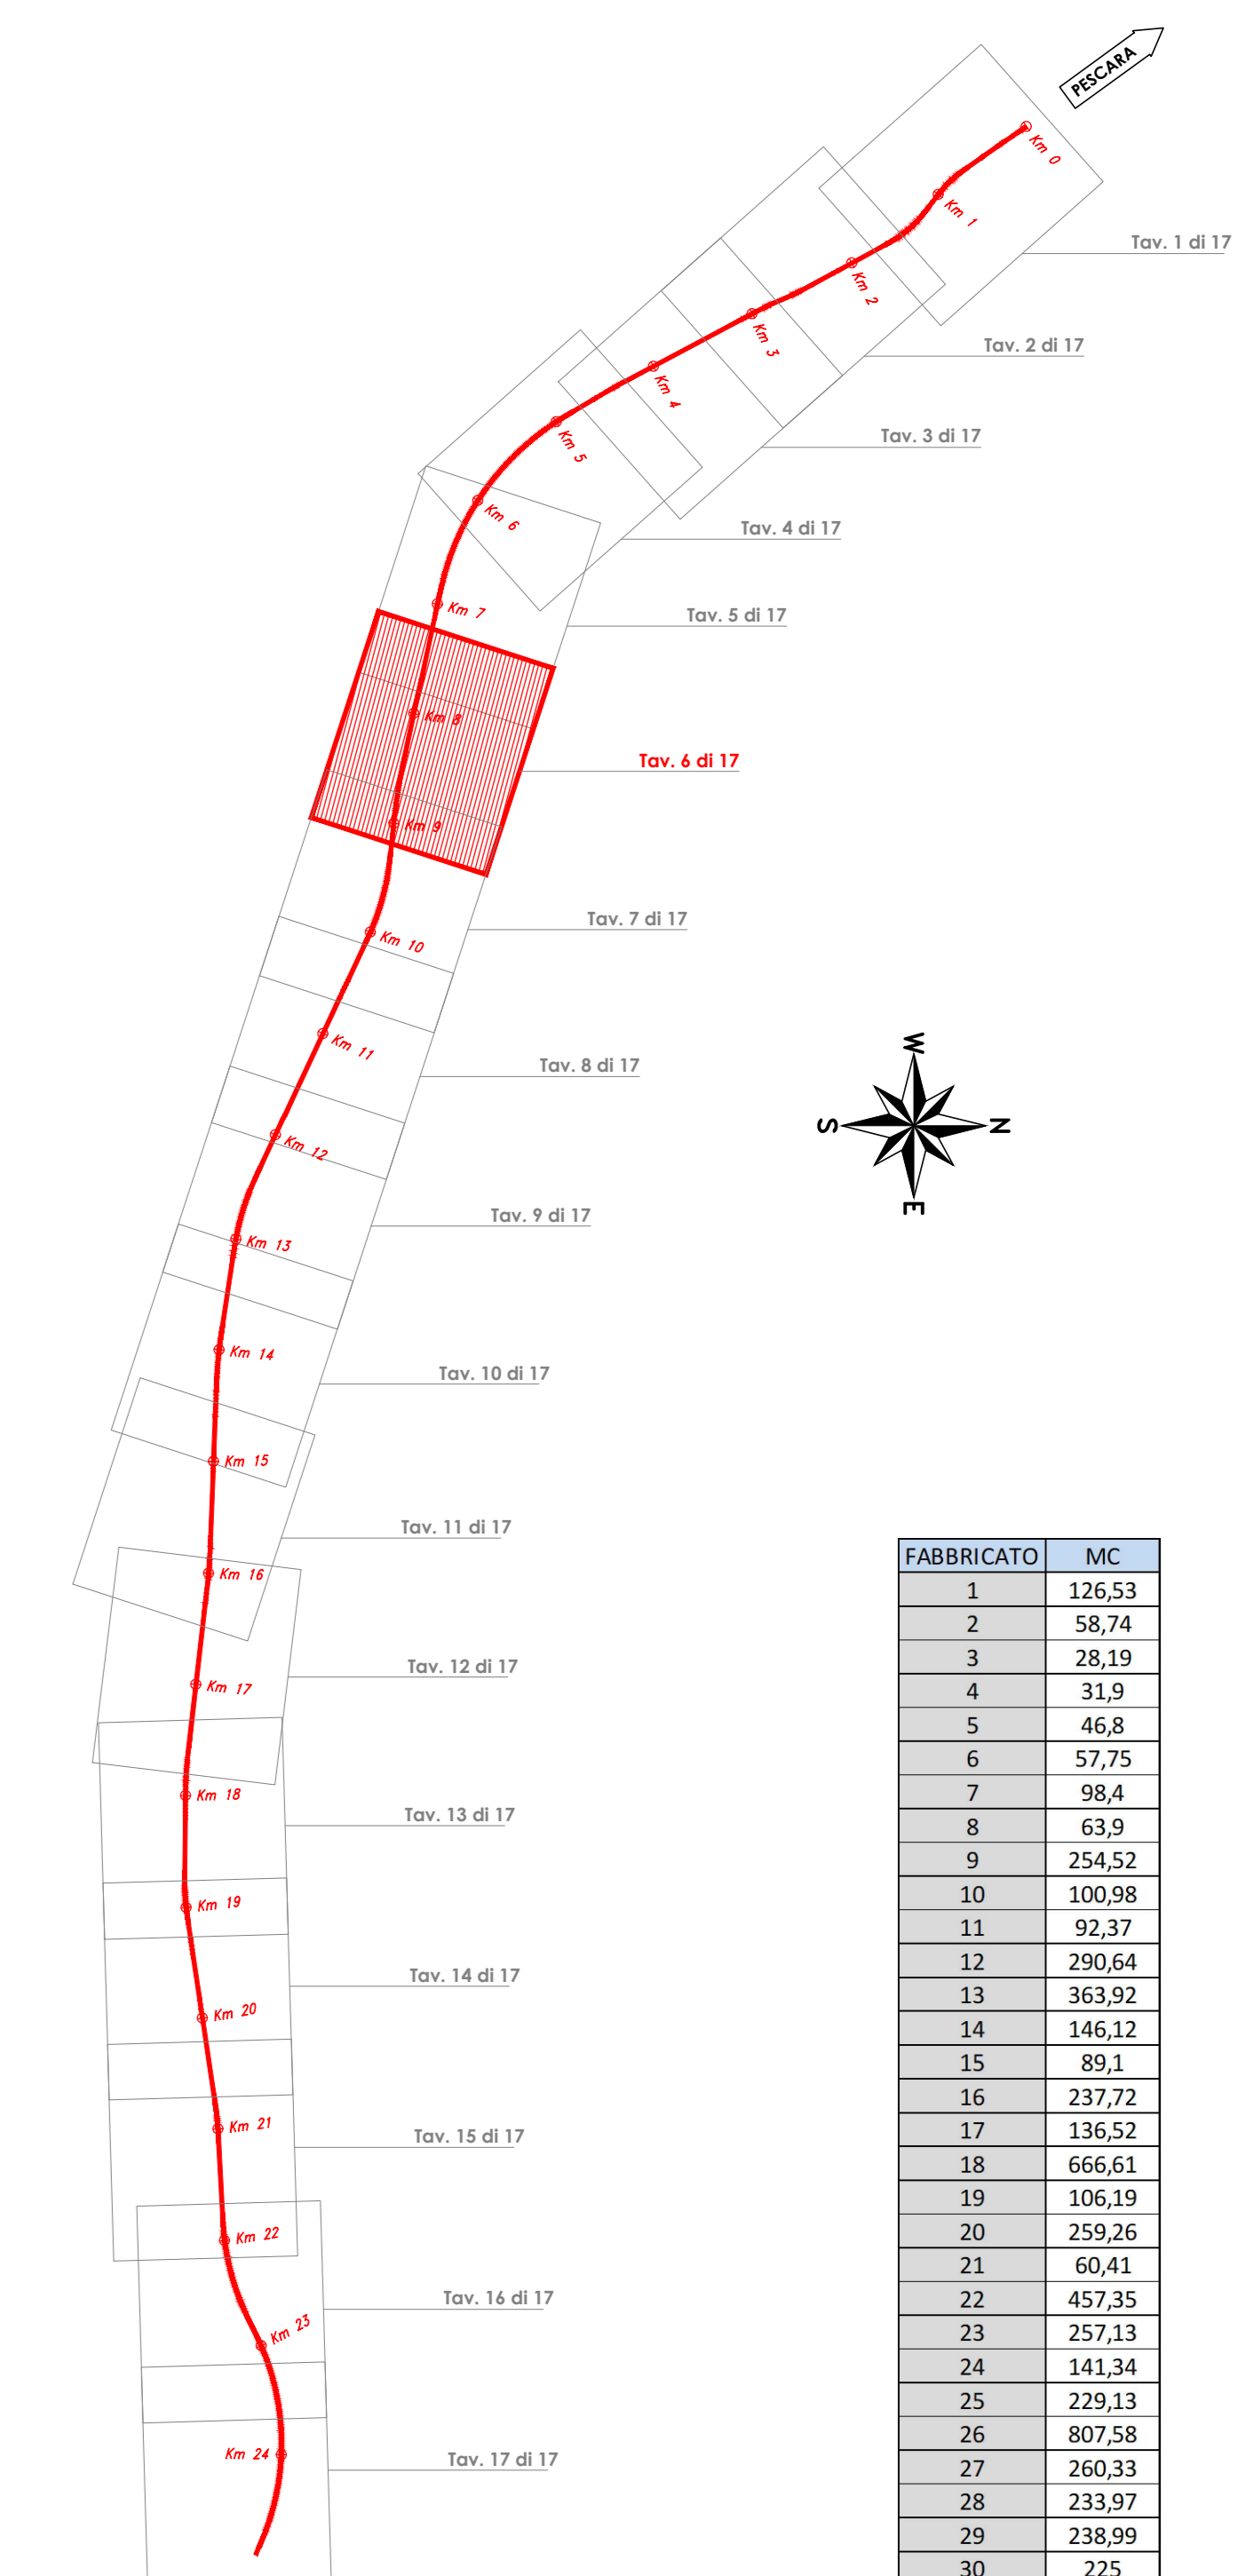 PESCARA
Km 0
Km 1
Tav. 1 di 17
Km 2
Km 3
Tav. 2 di 17
Km 4
Km 5
Tav. 3 di 17
Km 6
Tav. 4 di 17
Km 7
Tav. 5 di 17
Km 8
Tav. 6 di 17
Km 9
Tav. 7 di 17
Km 10
Km 11
Tav. 8 di 17
Km 12
Tav. 9 di 17
Km 13
Km 14
Tav. 10 di 17
Km 15
Tav. 11 di 17
Km 16
Tav. 12 di 17
Km 17
Km 18
Tav. 13 di 17
Km 19
Tav. 14 di 17
Km 20
Km 21
Tav. 15 di 17
Km 22
Tav. 16 di 17
Km 23
Km 24
Tav. 17 di 17
W
S N
E
FABBRICATO MC
1 126,53
2 58,74
3 28,19
4 31,9
5 46,8
6 57,75
7 98,4
8 63,9
9 254,52
10 100,98
11 92,37
12 290,64
13 363,92
14 146,12
15 89,1
16 237,72
17 136,52
18 666,61
19 106,19
20 259,26
21 60,41
22 457,35
23 257,13
24 141,34
25 229,13
26 807,58
27 260,33
28 233,97
29 238,99
30 225